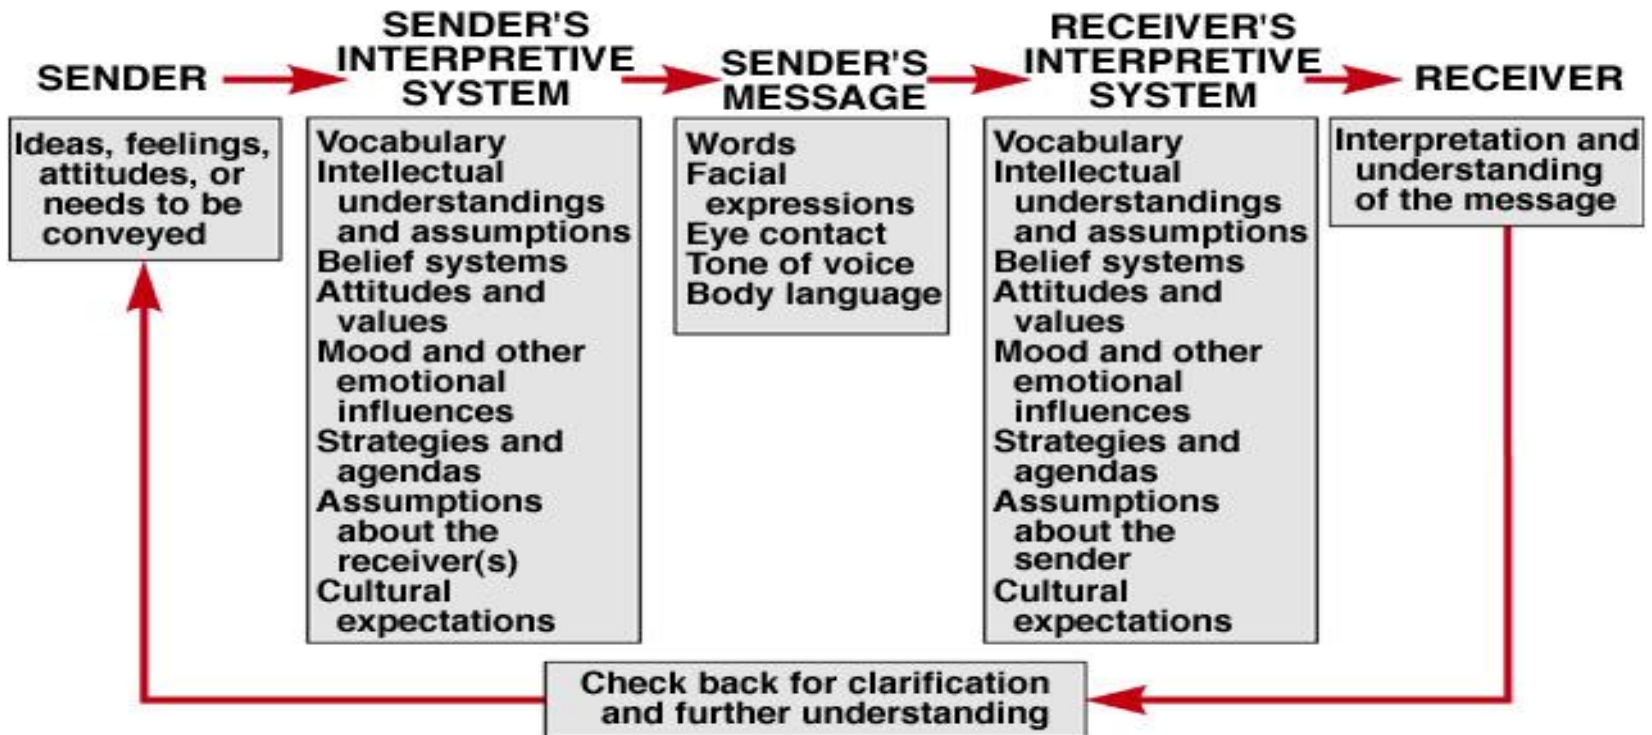 SENDER
SENDER'S
INTERPRETIVE
SYSTEM
SENDER'S
MESSAGE
RECEIVER'S
INTERPRETIVE
SYSTEM
RECEIVER
Ideas, feelings,
attitudes, or
needs to be
conveyed
Vocabulary
Intellectual
understandings
and assumptions
Belief systems
Attitudes and
values
Mood and other
emotional
influences
Strategies and
agendas
Assumptions
about the
receiver(s)
Cultural
expectations
Words
Facial
expressions
Eye contact
Tone of voice
Body language
Vocabulary
Intellectual
understandings
and assumptions
Belief systems
Attitudes and
values
Mood and other
emotional
influences
Strategies and
agendas
Assumptions
about the
sender
Cultural
expectations
Interpretation and
understanding
of the message
Check back for clarification
and further understanding